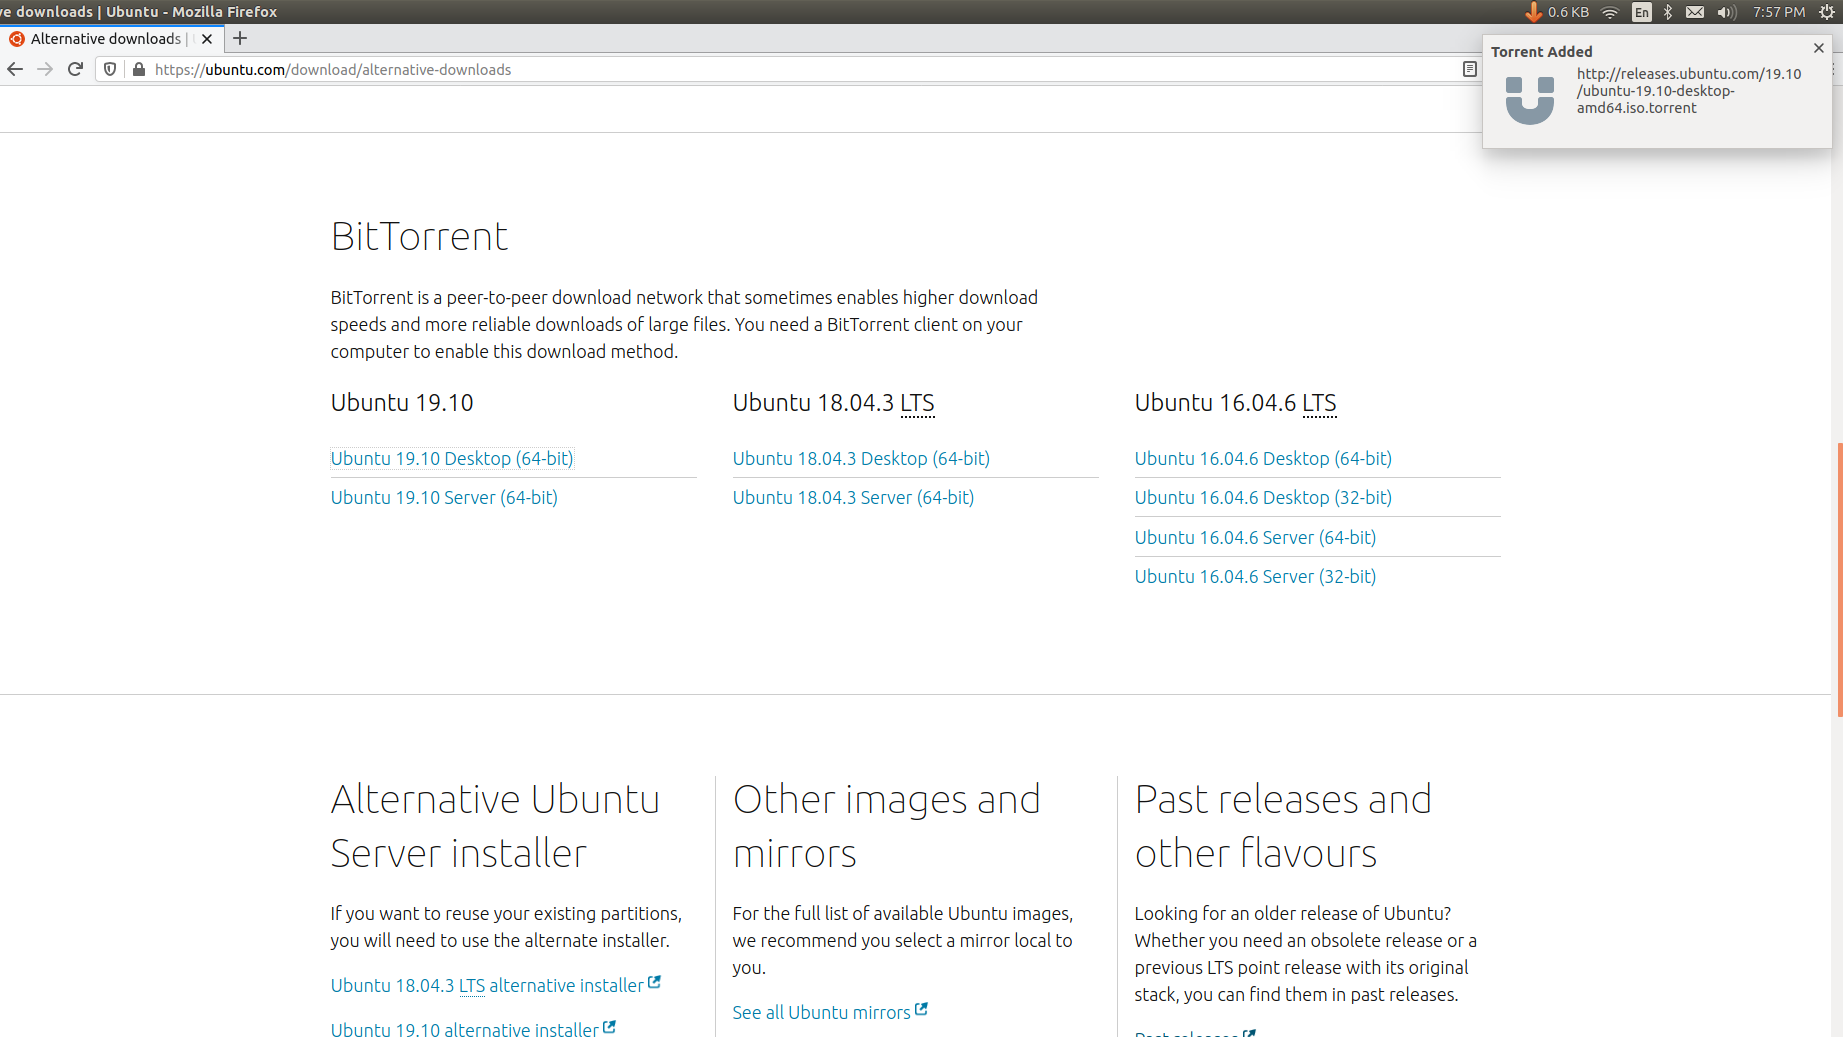 ve downloads | Ubuntu - Mozilla Firefox
0.6 KB
En
7:57 PM
Alternative downloads |
https://ubuntu.com/download/alternative-downloads
Torrent Added
http://releases.ubuntu.com/19.10
/ubuntu-19.10-desktop-
amd64.iso.torrent
BitTorrent
BitTorrent is a peer-to-peer download network that sometimes enables higher download
speeds and more reliable downloads of large files. You need a BitTorrent client on your
computer to enable this download method.
Ubuntu 19.10
Ubuntu 19.10 Desktop (64-bit)
Ubuntu 19.10 Server (64-bit)
Ubuntu 18.04.3 LTS
Ubuntu 18.04.3 Desktop (64-bit)
Ubuntu 18.04.3 Server (64-bit)
Ubuntu 16.04.6 LTS
Ubuntu 16.04.6 Desktop (64-bit)
Ubuntu 16.04.6 Desktop (32-bit)
Ubuntu 16.04.6 Server (64-bit)
Ubuntu 16.04.6 Server (32-bit)
Alternative Ubuntu
Server installer
If you want to reuse your existing partitions,
you will need to use the alternate installer.
Ubuntu 18.04.3 LTS alternative installer
Ubuntu 19.10 alternative installer
Other images and
mirrors
For the full list of available Ubuntu images,
we recommend you select a mirror local to
you.
See all Ubuntu mirrors
Past releases and
other flavours
Looking for an older release of Ubuntu?
Whether you need an obsolete release or a
previous LTS point release with its original
stack, you can find them in past releases.
Past releases